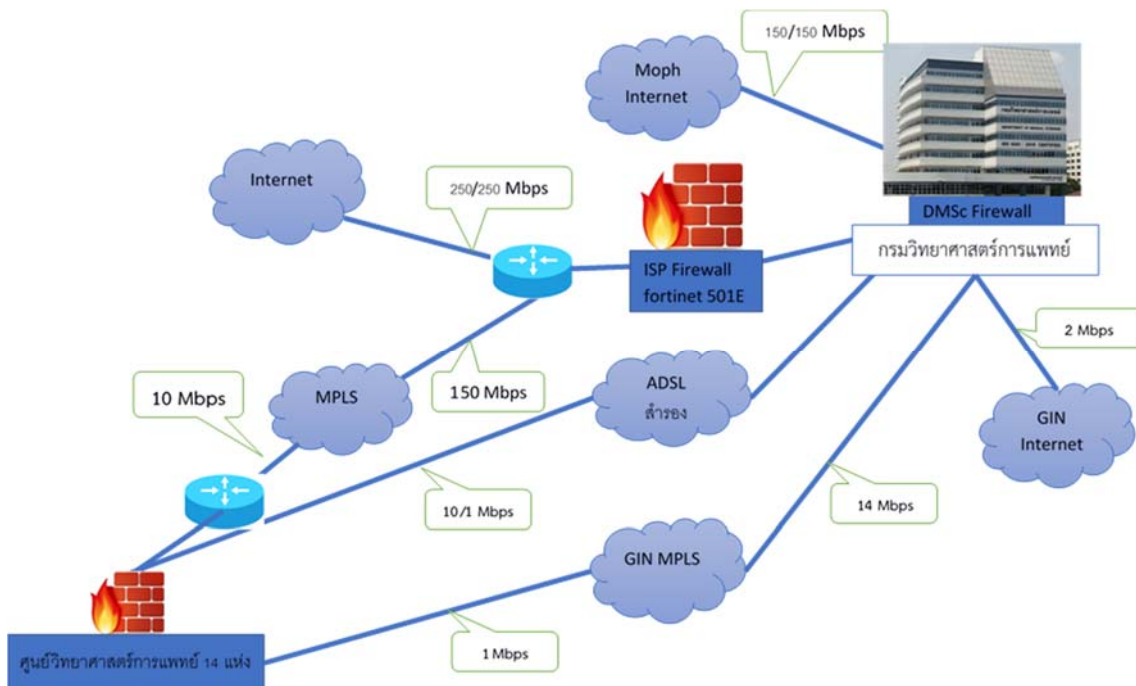 150/150 Mbps
Moph
Internet
Internet
250/250 Mbps
DMSc Firewall
กรมวิทยาศาสตร์การแพทย์
ISP Firewall
fortinet 501E
2 Mbps
10 Mbps
MPLS
150 Mbps
ADSL
สำรอง
GIN
Internet
10/1 Mbps
14 Mbps
GIN MPLS
1 Mbps
ศูนย์วิทยาศาสตร์การแพทย์ 14 แห่ง